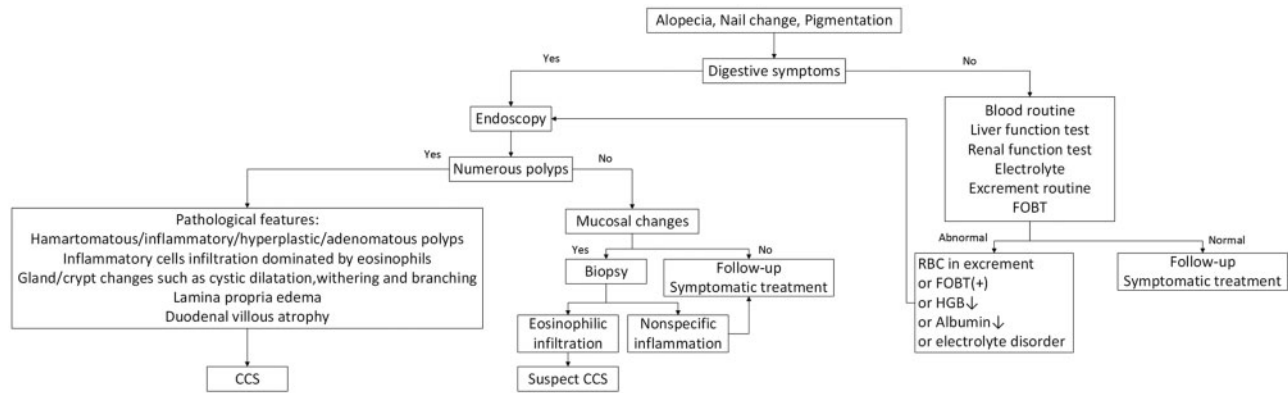 Alopecia, Nail change, Pigmentation
Yes
Digestive symptoms
No
Endoscopy
Blood routine
Liver function test
Renal function test
Electrolyte
Excrement routine
FOBT
Yes
Numerous polyps
No
Pathological features:
Hamartomatous/inflammatory/hyperplastic/adenomatous polyps
Inflammatory cells infiltration dominated by eosinophils
Gland/crypt changes such as cystic dilatation,withering and branching
Lamina propria edema
Duodenal villous atrophy
Mucosal changes
Abnormal
Normal
Yes
No
Biopsy
Follow-up
Symptomatic treatment
RBC in excrement
or FOBT(+)
or HGB↓
or Albumin↓
or electrolyte disorder
Follow-up
Symptomatic treatment
Eosinophilic
infiltration
Nonspecific
inflammation
CCS
Suspect CCS